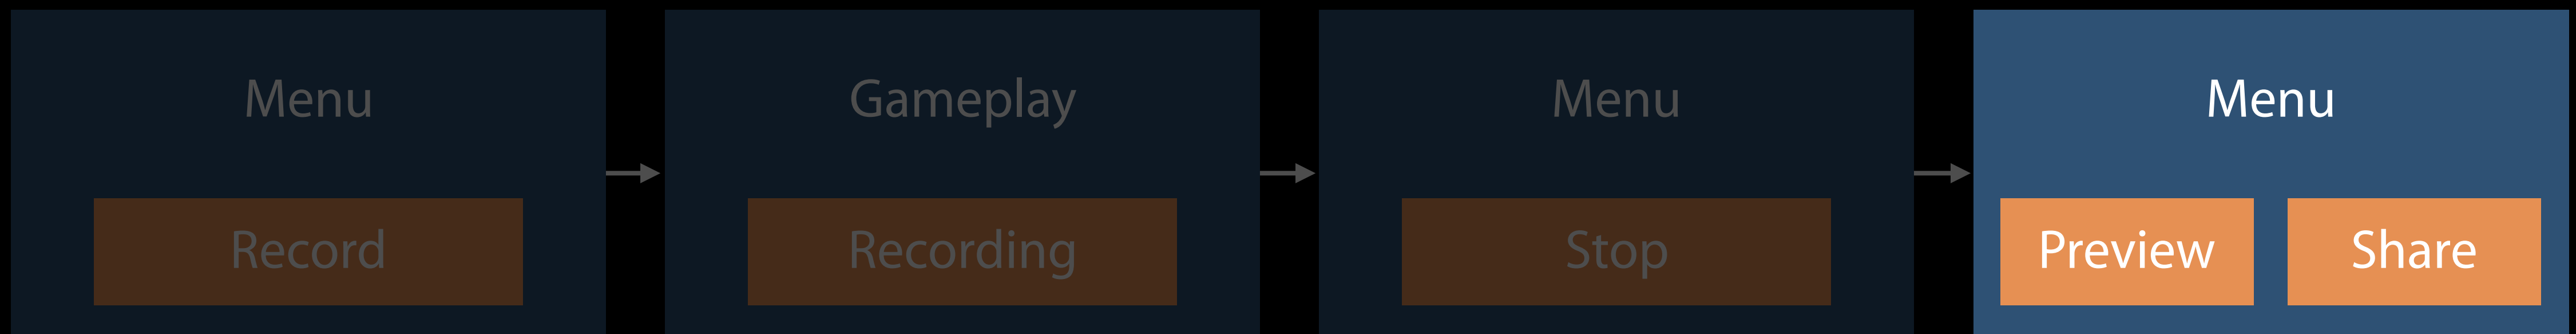 Menu
Record
Gameplay
Recording
Menu
Stop
Menu
Preview
Share